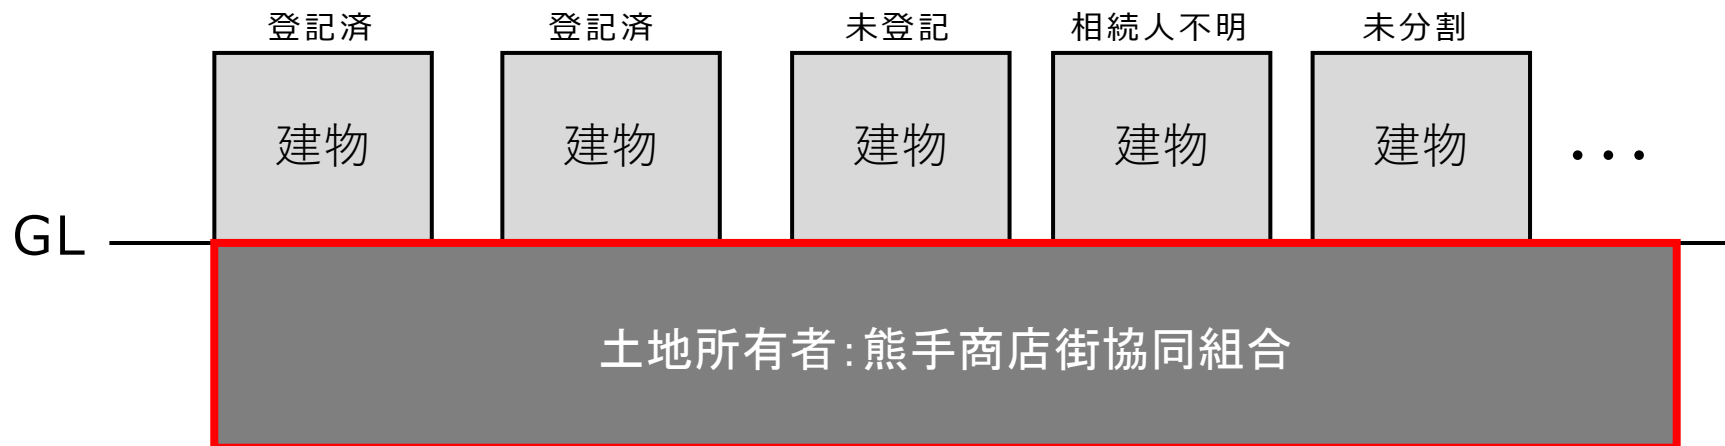 登記済
登記済
未登記
相続人不明
未分割
建物
建物
建物
建物
建物
・・・
GL
土地所有者：熊手商店街協同組合